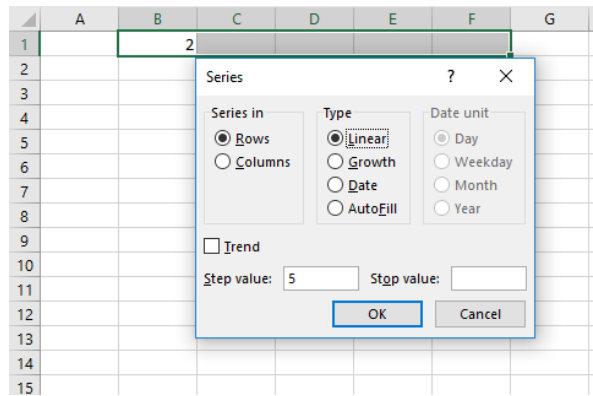 A B C D E F G
1 2
2
Series ? ×
3
4
Series in Type Date unit
5
Rows Linear Day
6
Columns Growth Weekday
7
Date Month
8
AutoFill Year
9
Trend
10
11
Step value: 5 Stop value:
12
OK Cancel
13
14
15